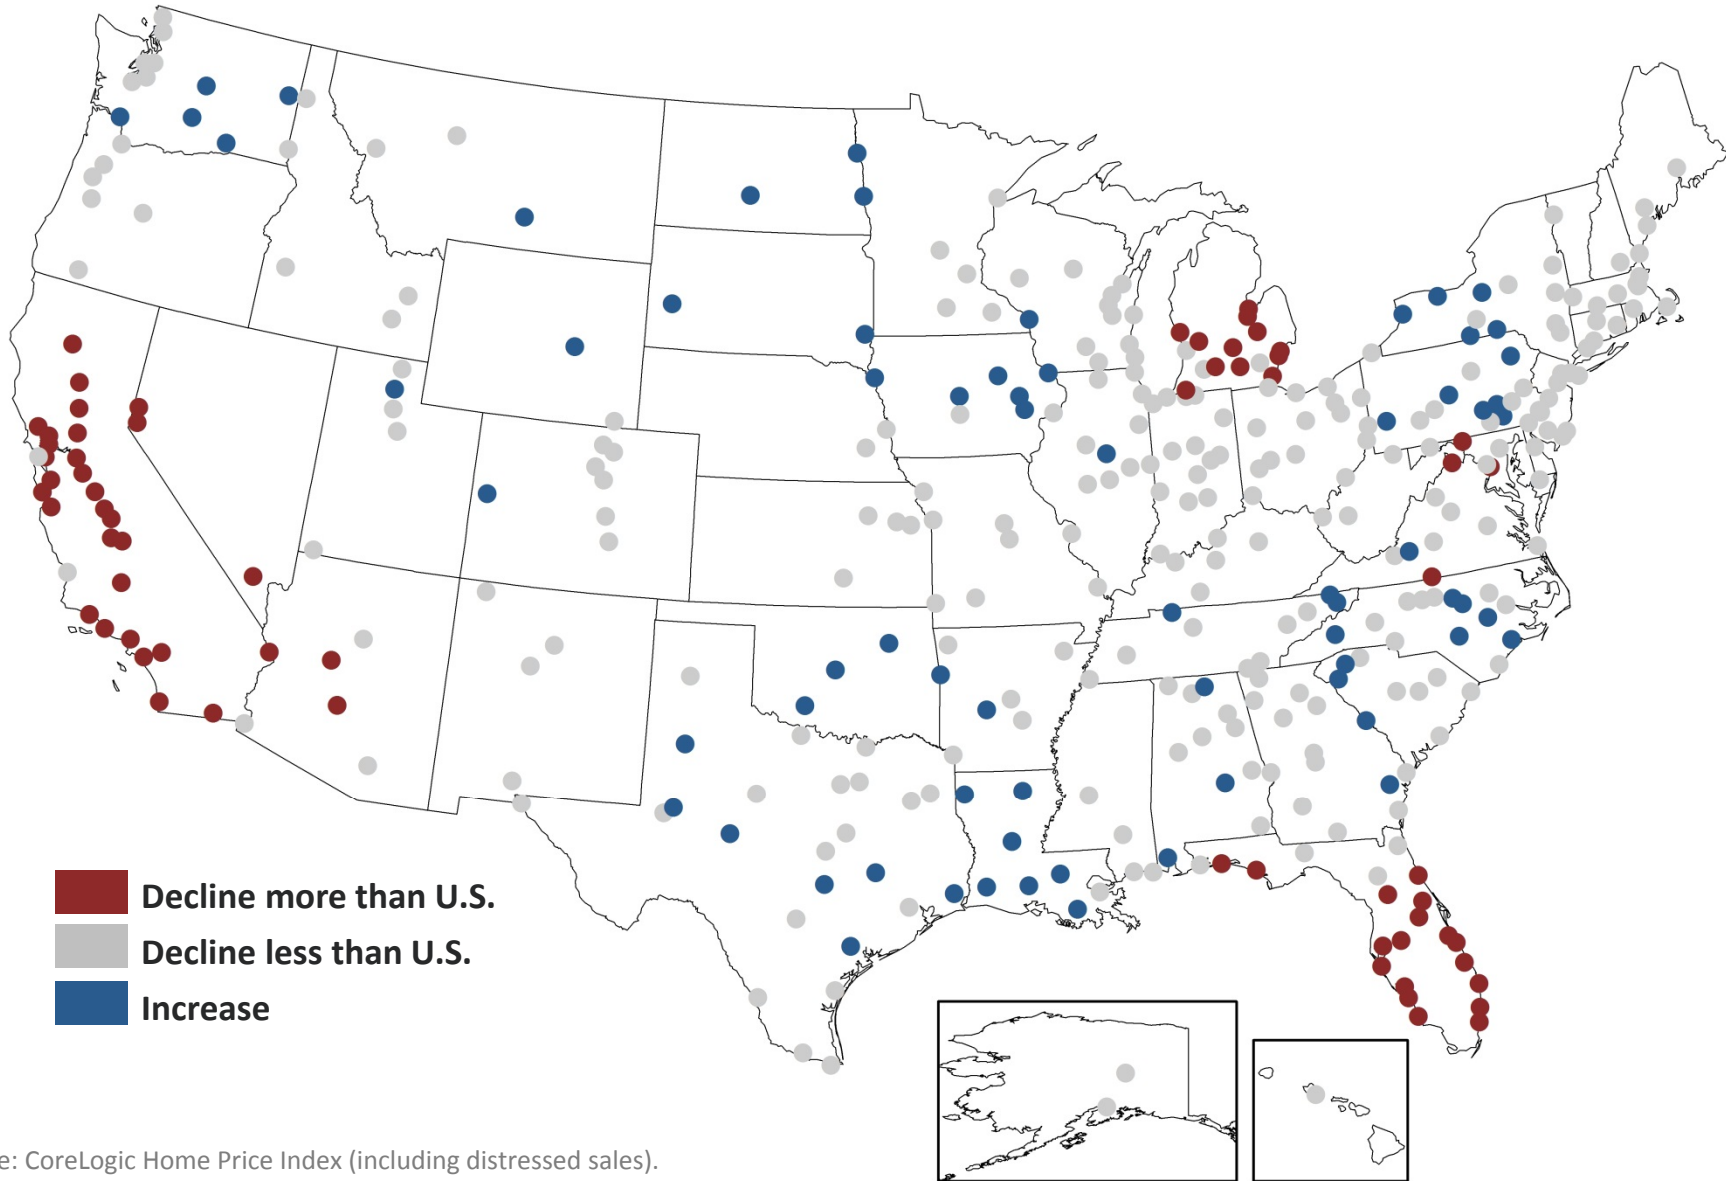 Decline more than U.S.
Decline less than U.S.
Increase
e: CoreLogic Home Price Index (including distressed sales).